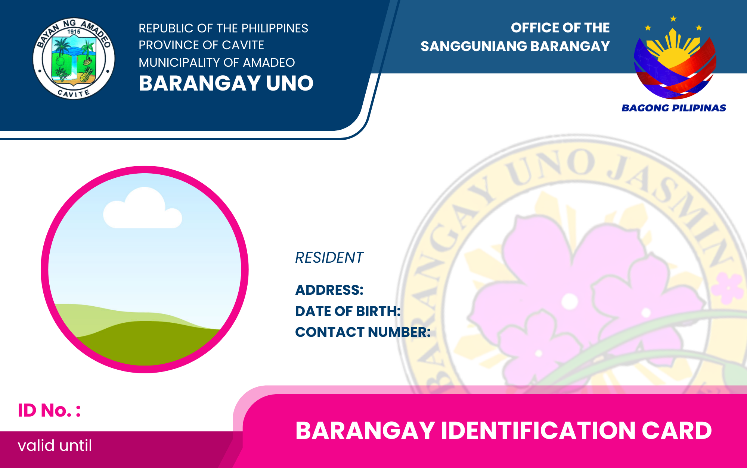 BAYAN NG AMADEO
1915
CAVITE
REPUBLIC OF THE PHILIPPINES
PROVINCE OF CAVITE
MUNICIPALITY OF AMADEO
BARANGAY UNO
OFFICE OF THE
SANGGUNIANG BARANGAY
BAGONG PILIPINAS
BARANGAY UNO JASMIN
RESIDENT
ADDRESS:
DATE OF BIRTH:
CONTACT NUMBER:
ID No. :
valid until
BARANGAY IDENTIFICATION CARD